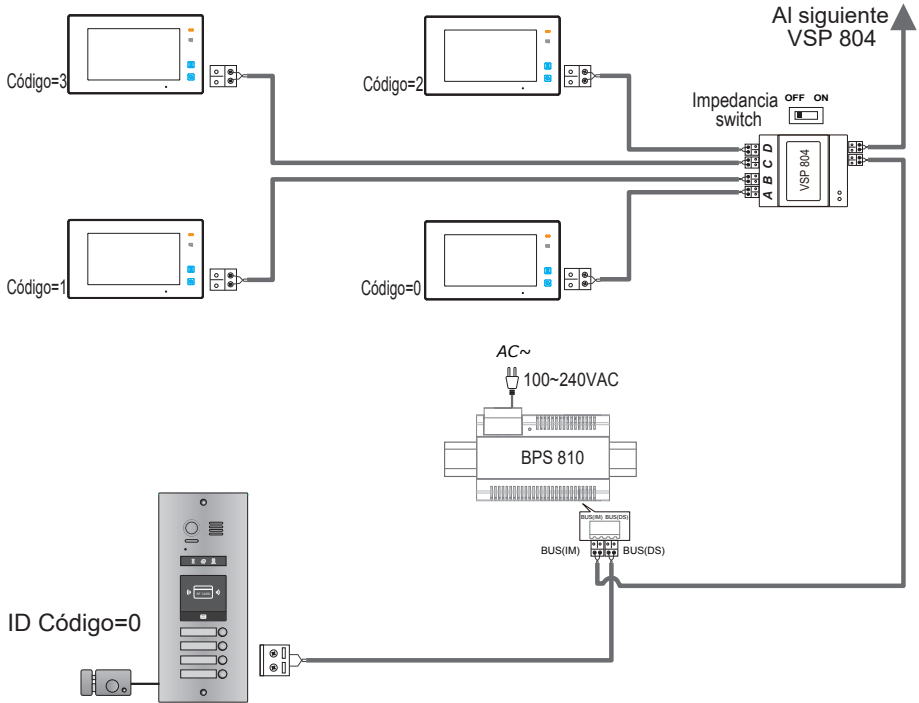 Al siguiente
VSP 804
Código=3
Código=2
Impedancia
switch
OFF ON
D
C
B
A
VSP 804
Código=1
Código=0
AC~
100~240VAC
BPS 810
BUS(IM) BUS(DS)
BUS(IM)
BUS(DS)
ID Código=0